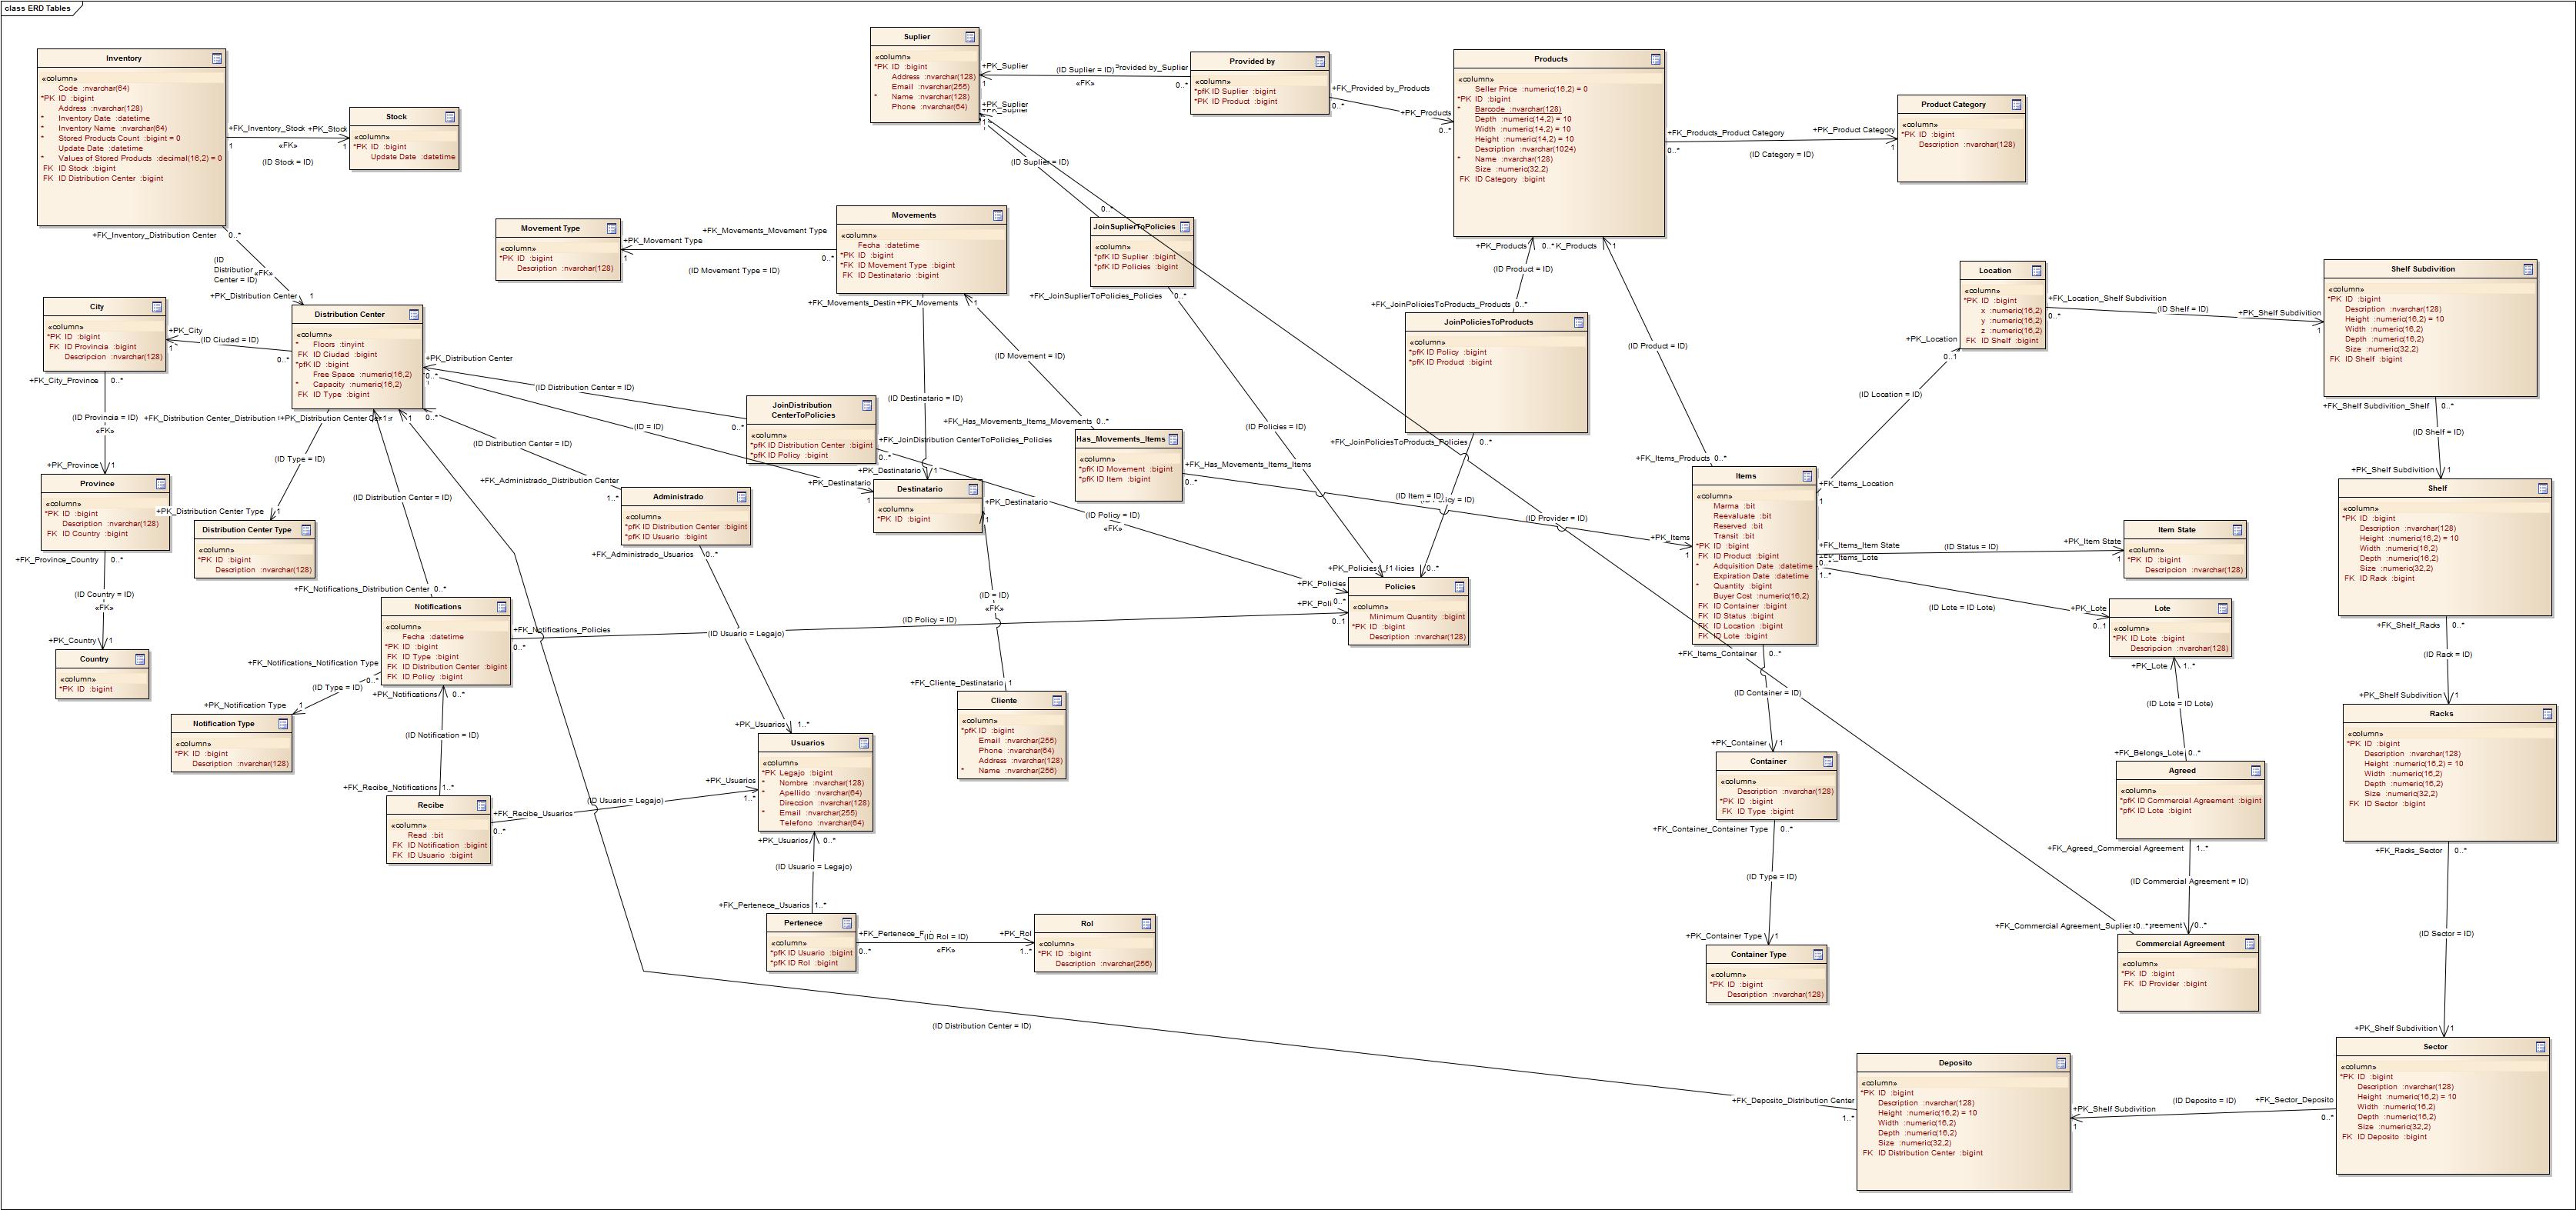 class ERD Tables
Inventory
«column»
Code :nvarchar(64)
*PK ID :bigint
Address :nvarchar(128)
* Inventory Date :datetime
* Inventory Name :nvarchar(64)
* Stored Products Count :bigint = 0
Update Date :datetime
* Values of Stored Products :decimal(16,2) = 0
FK ID Stock :bigint
FK ID Distribution Center :bigint
+FK_Inventory_Stock
+PK_Stock
1
«FK»
1
(ID Stock = ID)
Stock
«column»
*PK ID :bigint
Update Date :datetime
+FK_Inventory_Distribution Center
0..*
(ID
Distribution
Center = ID)
«FK»
+PK_Distribution Center
1
City
«column»
*PK ID :bigint
FK ID Provincia :bigint
Descripcion :nvarchar(128)
+PK_City
1
(ID Ciudad = ID)
0..*
Distribution Center
«column»
* Floors :tinyint
FK ID Ciudad :bigint
*pfK ID :bigint
Free Space :numeric(16,2)
* Capacity :numeric(16,2)
FK ID Type :bigint
+FK_City_Province
0..*
(ID Provincia = ID)
«FK»
+PK_Province
1
Province
«column»
*PK ID :bigint
Description :nvarchar(128)
FK ID Country :bigint
+FK_Province_Country
0..*
(ID Country = ID)
«FK»
+PK_Country
1
Country
«column»
*PK ID :bigint
+PK_Distribution Center
(ID Type = ID)
+PK_Distribution Center Type
1
Distribution Center Type
«column»
*PK ID :bigint
Description :nvarchar(128)
(ID Distribution Center = ID)
+FK_Notifications_Distribution Center
0..*
Notifications
«column»
Fecha :datetime
*PK ID :bigint
FK ID Type :bigint
FK ID Distribution Center :bigint
FK ID Policy :bigint
+FK_Notifications_Policies
0..*
(ID Policy = ID)
0..1
+FK_Notifications_Notification Type
0..*
(ID Type = ID)
+PK_Notification Type
1
Notification Type
«column»
*PK ID :bigint
Description :nvarchar(128)
+PK_Notifications
0..*
(ID Notification = ID)
+FK_Recibe_Notifications
1..*
Recibe
«column»
Read :bit
FK ID Notification :bigint
FK ID Usuario :bigint
+FK_Recibe_Usuarios
0..*
(ID Usuario = Legajo)
+PK_Usuarios
1..*
Movement Type
«column»
*PK ID :bigint
Description :nvarchar(128)
+PK_Movement Type
1
+FK_Movements_Movement Type
0..*
(ID Movement Type = ID)
Movements
«column»
Fecha :datetime
*PK ID :bigint
*FK ID Movement Type :bigint
FK ID Destinatario :bigint
+PK_Movements
1
(ID Movement = ID)
(ID Destinatario = ID)
+PK_Destinatario
1
+PK_Distribution Center
0..*
(ID Distribution Center = ID)
0..*
(ID = ID)
+PK_Destinatario
1
JoinDistribution
CenterToPolicies
«column»
*pfK ID Distribution Center :bigint
*pfK ID Policy :bigint
+FK_JoinDistribution CenterToPolicies_Policies
0..*
(ID Policy = ID)
«FK»
+PK_Policies
0..*
0..*
(ID Distribution Center = ID)
+FK_Administrado_Distribution Center
1..*
Administrado
«column»
*pfK ID Distribution Center :bigint
*pfK ID Usuario :bigint
+FK_Administrado_Usuarios
0..*
(ID Usuario = Legajo)
+PK_Usuarios
1..*
Destinatario
«column»
*PK ID :bigint
+PK_Destinatario
1
(ID = ID)
«FK»
+FK_Cliente_Destinatario
1
Cliente
«column»
*pfK ID :bigint
Email :nvarchar(255)
Phone :nvarchar(64)
Address :nvarchar(128)
* Name :nvarchar(256)
Usuarios
«column»
*PK Legajo :bigint
* Nombre :nvarchar(128)
* Apellido :nvarchar(64)
Direccion :nvarchar(128)
* Email :nvarchar(255)
Telefono :nvarchar(64)
+PK_Usuarios
0..*
(ID Usuario = Legajo)
+FK_Pertenece_Usuarios
1..*
Pertenece
«column»
*pfK ID Usuario :bigint
*pfK ID Rol :bigint
0..*
(ID Rol = ID)
«FK»
+PK_Rol
1..*
Rol
«column»
*PK ID :bigint
Description :nvarchar(256)
Suplier
«column»
*PK ID :bigint
Address :nvarchar(128)
Email :nvarchar(255)
* Name :nvarchar(128)
Phone :nvarchar(64)
+PK_Suplier
1
(ID Suplier = ID)
«FK»
0..*
Provided by
«column»
*pfK ID Suplier :bigint
*PK ID Product :bigint
+FK_Provided by_Products
0..*
+PK_Products
0..*
+PK_Suplier
1
(ID Suplier = ID)
0..*
JoinSuplierToPolicies
«column»
*pfK ID Suplier :bigint
*pfK ID Policies :bigint
+FK_JoinSuplierToPolicies_Policies
0..*
(ID Policies = ID)
Products
«column»
Seller Price :numeric(16,2) = 0
*PK ID :bigint
* Barcode :nvarchar(128)
Depth :numeric(14,2) = 10
Width :numeric(14,2) = 10
Height :numeric(14,2) = 10
Description :nvarchar(1024)
* Name :nvarchar(128)
Size :numeric(32,2)
FK ID Category :bigint
+FK_Products_Product Category
0..*
(ID Category = ID)
+PK_Product Category
1
Product Category
«column»
*PK ID :bigint
Description :nvarchar(128)
+PK_Products
0..*
K_Products
1
(ID Product = ID)
+FK_JoinPoliciesToProducts_Products
0..*
JoinPoliciesToProducts
«column»
*pfK ID Policy :bigint
*pfK ID Product :bigint
+FK_JoinPoliciesToProducts_Policies
0..*
(ID Product = ID)
+FK_Items_Products
0..*
+FK_Has_Movements_Items_Movements
0..*
Has_Movements_Items
«column»
*pfK ID Movement :bigint
*pfK ID Item :bigint
+FK_Has_Movements_Items_Items
0..*
(ID Item = ID)
+PK_Items
1
(ID Provider = ID)
Policies
«column»
Minimum Quantity :bigint
*PK ID :bigint
Description :nvarchar(128)
Items
«column»
Marma :bit
Reevaluate :bit
Reserved :bit
Transit :bit
*PK ID :bigint
FK ID Product :bigint
* Adquisition Date :datetime
Expiration Date :datetime
* Quantity :bigint
Buyer Cost :numeric(16,2)
FK ID Container :bigint
FK ID Status :bigint
FK ID Location :bigint
FK ID Lote :bigint
+FK_Items_Location
1
(ID Location = ID)
+PK_Location
0..1
Location
«column»
*PK ID :bigint
x :numeric(16,2)
y :numeric(16,2)
z :numeric(16,2)
FK ID Shelf :bigint
+FK_Location_Shelf Subdivition
0..*
(ID Shelf = ID)
+PK_Shelf Subdivition
1
Shelf Subdivition
«column»
*PK ID :bigint
Description :nvarchar(128)
Height :numeric(16,2) = 10
Width :numeric(16,2)
Depth :numeric(16,2)
Size :numeric(32,2)
FK ID Shelf :bigint
+FK_Shelf Subdivition_Shelf
0..*
(ID Shelf = ID)
+PK_Shelf Subdivition
1
Shelf
«column»
*PK ID :bigint
Description :nvarchar(128)
Height :numeric(16,2) = 10
Width :numeric(16,2)
Depth :numeric(16,2)
Size :numeric(32,2)
FK ID Rack :bigint
+FK_Shelf_Racks
0..*
(ID Rack = ID)
+PK_Shelf Subdivition
1
Racks
«column»
*PK ID :bigint
Description :nvarchar(128)
Height :numeric(16,2) = 10
Width :numeric(16,2)
Depth :numeric(16,2)
Size :numeric(32,2)
FK ID Sector :bigint
+FK_Racks_Sector
0..*
(ID Sector = ID)
+PK_Shelf Subdivition
1
Sector
«column»
*PK ID :bigint
Description :nvarchar(128)
Height :numeric(16,2) = 10
Width :numeric(16,2)
Depth :numeric(16,2)
Size :numeric(32,2)
FK ID Deposito :bigint
+FK_Sector_Deposito
0..*
(ID Deposito = ID)
+PK_Shelf Subdivition
1
Deposito
«column»
*PK ID :bigint
Description :nvarchar(128)
Height :numeric(16,2) = 10
Width :numeric(16,2)
Depth :numeric(16,2)
Size :numeric(32,2)
FK ID Distribution Center :bigint
+FK_Deposito_Distribution Center
1..*
(ID Distribution Center = ID)
+FK_Items_Item State
(ID Status = ID)
+PK_Item State
1
Item State
«column»
*PK ID :bigint
Descripcion :nvarchar(128)
1..*
(ID Lote = ID Lote)
+PK_Lote
0..1
Lote
«column»
*PK ID Lote :bigint
Descripcion :nvarchar(128)
+PK_Lote
1..*
(ID Lote = ID Lote)
+FK_Belongs_Lote
0..*
Agreed
«column»
*pfK ID Commercial Agreement :bigint
*pfK ID Lote :bigint
+FK_Agreed_Commercial Agreement
1..*
(ID Commercial Agreement = ID)
+FK_Commercial Agreement_Suplier
0..*
Commercial Agreement
«column»
*PK ID :bigint
FK ID Provider :bigint
+FK_Items_Container
0..*
(ID Container = ID)
+PK_Container
1
Container
«column»
Description :nvarchar(128)
*PK ID :bigint
FK ID Type :bigint
+FK_Container_Container Type
0..*
(ID Type = ID)
+PK_Container Type
1
Container Type
«column»
*PK ID :bigint
Description :nvarchar(128)